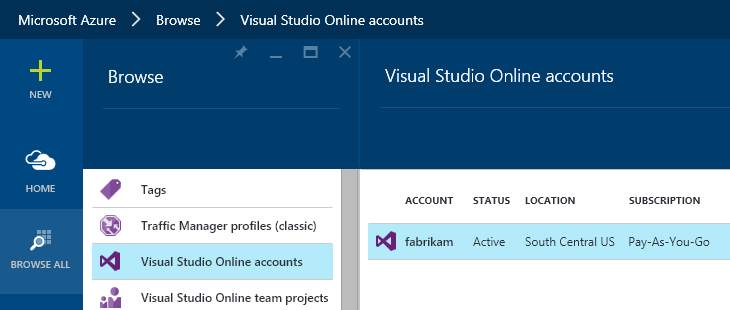 Microsoft Azure Browse Visual Studio Online accounts
NEW
HOME
BROWSE ALL
Browse
Tags
Traffic Manager profiles (classic)
Visual Studio Online accounts
Visual Studio Online team projects
Visual Studio Online accounts
ACCOUNT STATUS LOCATION SUBSCRIPTION
fabrikam Active South Central US Pay-As-You-Go